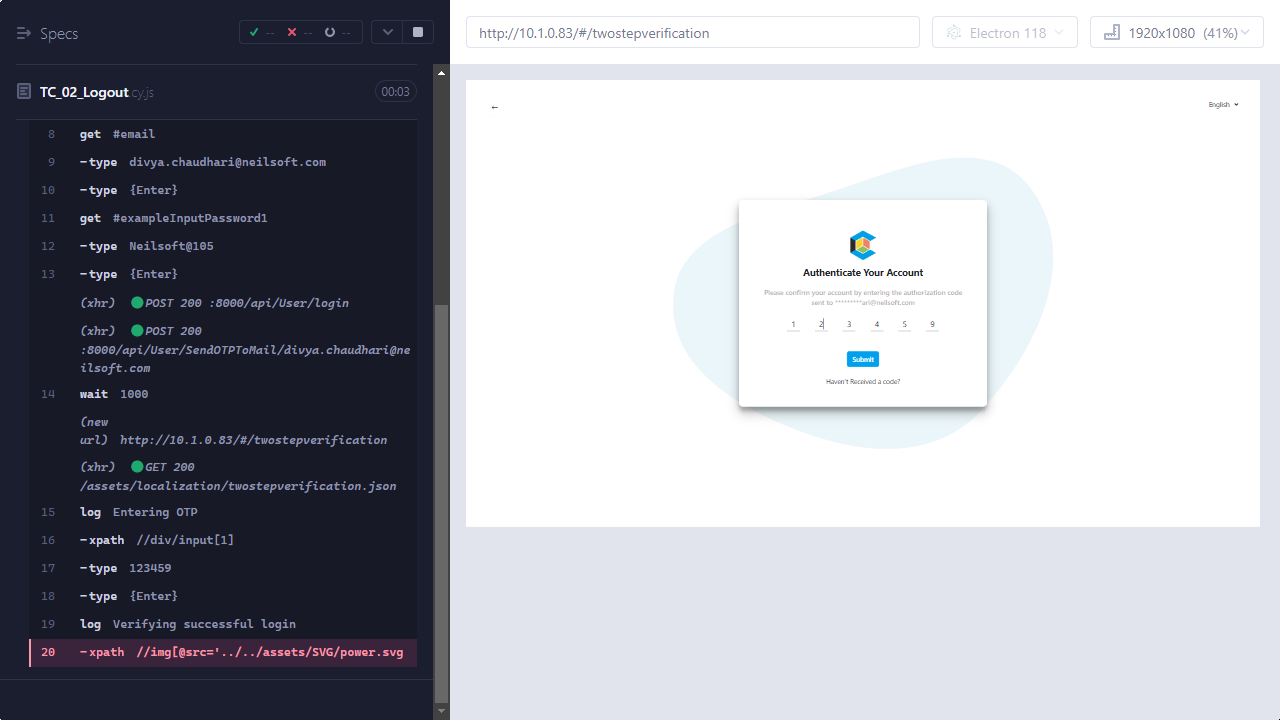 Specs
-- -- --
http://10.1.0.83/#/twostepverification
Electron 118
1920x1080 (41%)
TC_02_Logout.cy.js
00:03
8 get #email
9 -type divya.chaudhari@neilsoft.com
10 -type {Enter}
11 get #exampleInputPassword1
12 -type Neilsoft@105
13 -type {Enter}
(xhr) POST 200 :8000/api/User/login
(xhr) POST 200
:8000/api/User/SendOTPToMail/divya.chaudhari@ne
ilsoft.com
14 wait 1000
(new
url) http://10.1.0.83/#/twostepverification
(xhr) GET 200
/assets/localization/twostepverification.json
15 log Entering OTP
16 -xpath //div/input[1]
17 -type 123459
18 -type {Enter}
19 log Verifying successful login
20 -xpath //img[@src='../../assets/SVG/power.svg
←
English
Authenticate Your Account
Please confirm your account by entering the authorization code
sent to *********ari@neilsoft.com
1 2 3 4 5 9
Submit
Haven't Received a code?